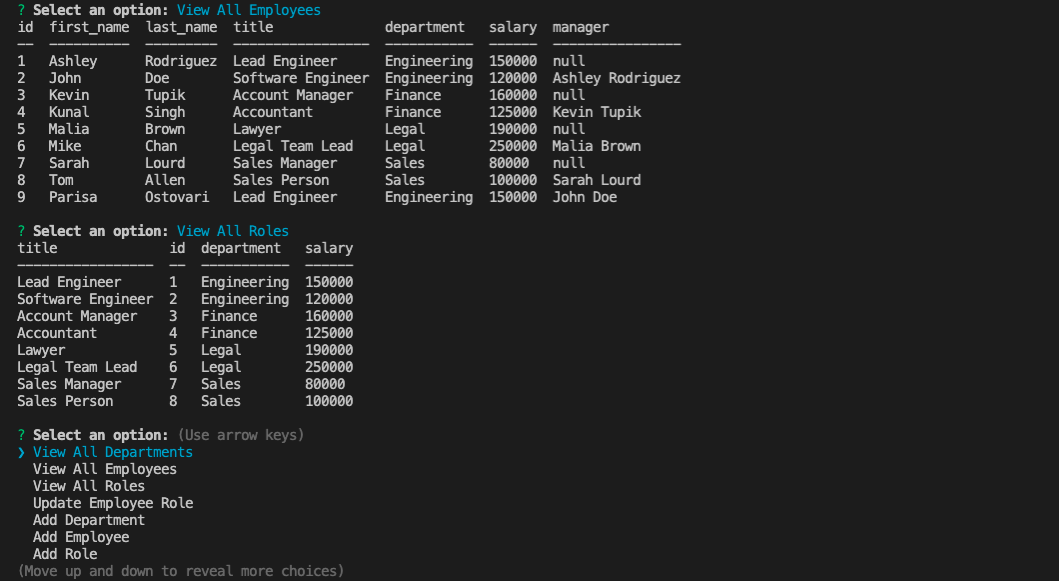 ? Select an option: View All Employees
id  first_name  last_name  title              department   salary  manager
--  ----------  ---------  -----------------  -----------  ------  ----------------
1   Ashley      Rodriguez  Lead Engineer      Engineering  150000  null
2   John        Doe        Software Engineer  Engineering  120000  Ashley Rodriguez
3   Kevin       Tupik      Account Manager    Finance      160000  null
4   Kunal       Singh      Accountant         Finance      125000  Kevin Tupik
5   Malia       Brown      Lawyer             Legal        190000  null
6   Mike        Chan       Legal Team Lead    Legal        250000  Malia Brown
7   Sarah       Lourd      Sales Manager      Sales        80000   null
8   Tom         Allen      Sales Person       Sales        100000  Sarah Lourd
9   Parisa      Ostovari   Lead Engineer      Engineering  150000  John Doe
? Select an option: View All Roles
title              id  department   salary
-----------------  --  -----------  ------
Lead Engineer      1   Engineering  150000
Software Engineer  2   Engineering  120000
Account Manager    3   Finance      160000
Accountant         4   Finance      125000
Lawyer             5   Legal        190000
Legal Team Lead    6   Legal        250000
Sales Manager      7   Sales        80000
Sales Person       8   Sales        100000
? Select an option: (Use arrow keys)
❯ View All Departments
  View All Employees
  View All Roles
  Update Employee Role
  Add Department
  Add Employee
  Add Role
(Move up and down to reveal more choices)